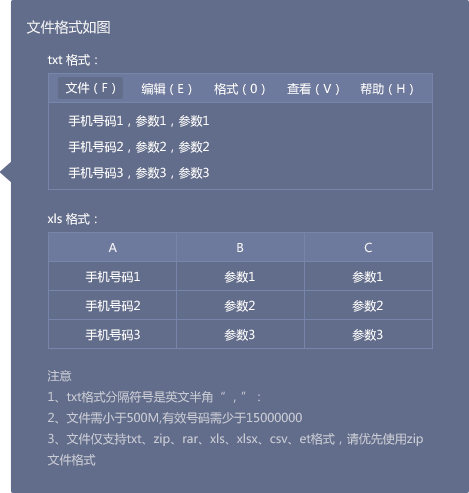 文件格式如图
txt 格式：
文件（F） 编辑（E） 格式（0） 查看（V） 帮助（H）
手机号码1，参数1，参数1
手机号码2，参数2，参数2
手机号码3，参数3，参数3
xls 格式：
A B C
手机号码1 参数1 参数1
手机号码2 参数2 参数2
手机号码3 参数3 参数3
注意
1、txt格式分隔符号是英文半角“，”：
2、文件需小于500M,有效号码需少于15000000
3、文件仅支持txt、zip、rar、xls、xlsx、csv、et格式，请优先使用zip
文件格式